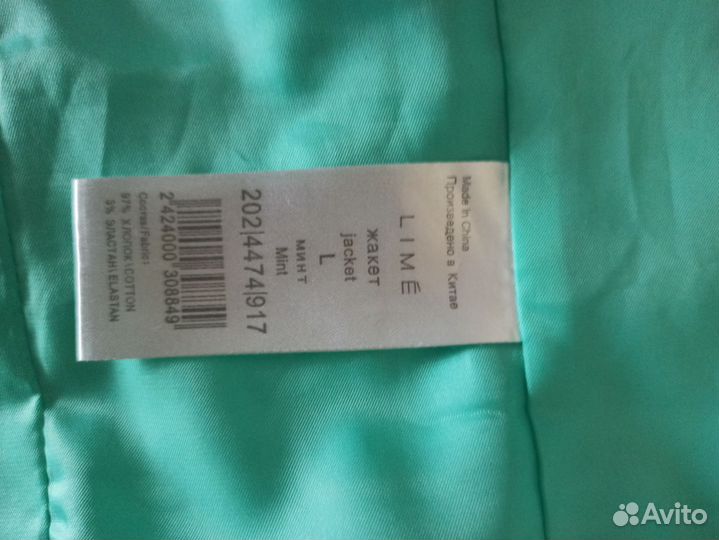 Made in China
Произведено в Китае
LIMÉ
жакет
jacket
L
минт
Mint
202|4474|917
2 424000 308849
Состав/Fabric:
97% ХЛОПОК\COTTON
3% ЭЛАСТАН\ELASTAN
Avito